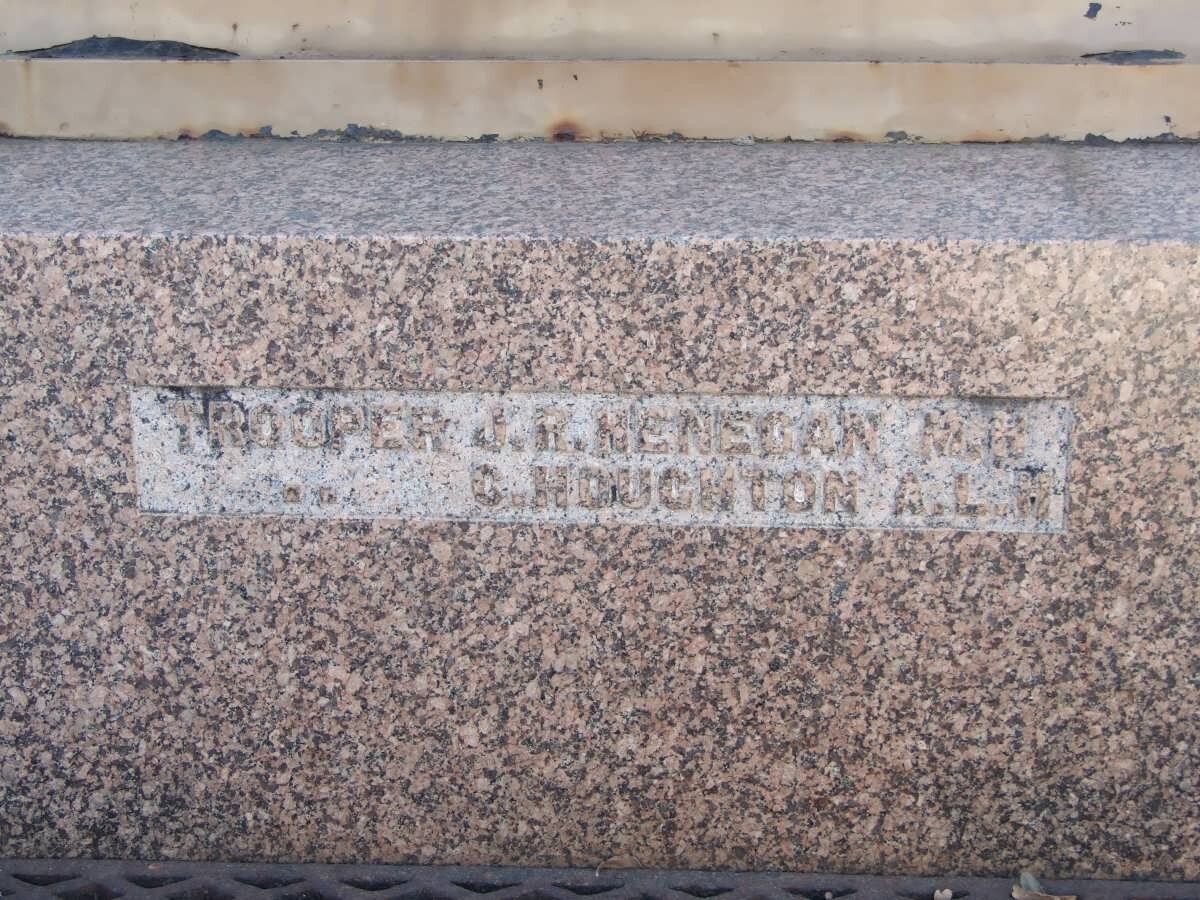 TROOPER J.R.HENEGAN M.H
.. C.HOUGHTON A.L.H